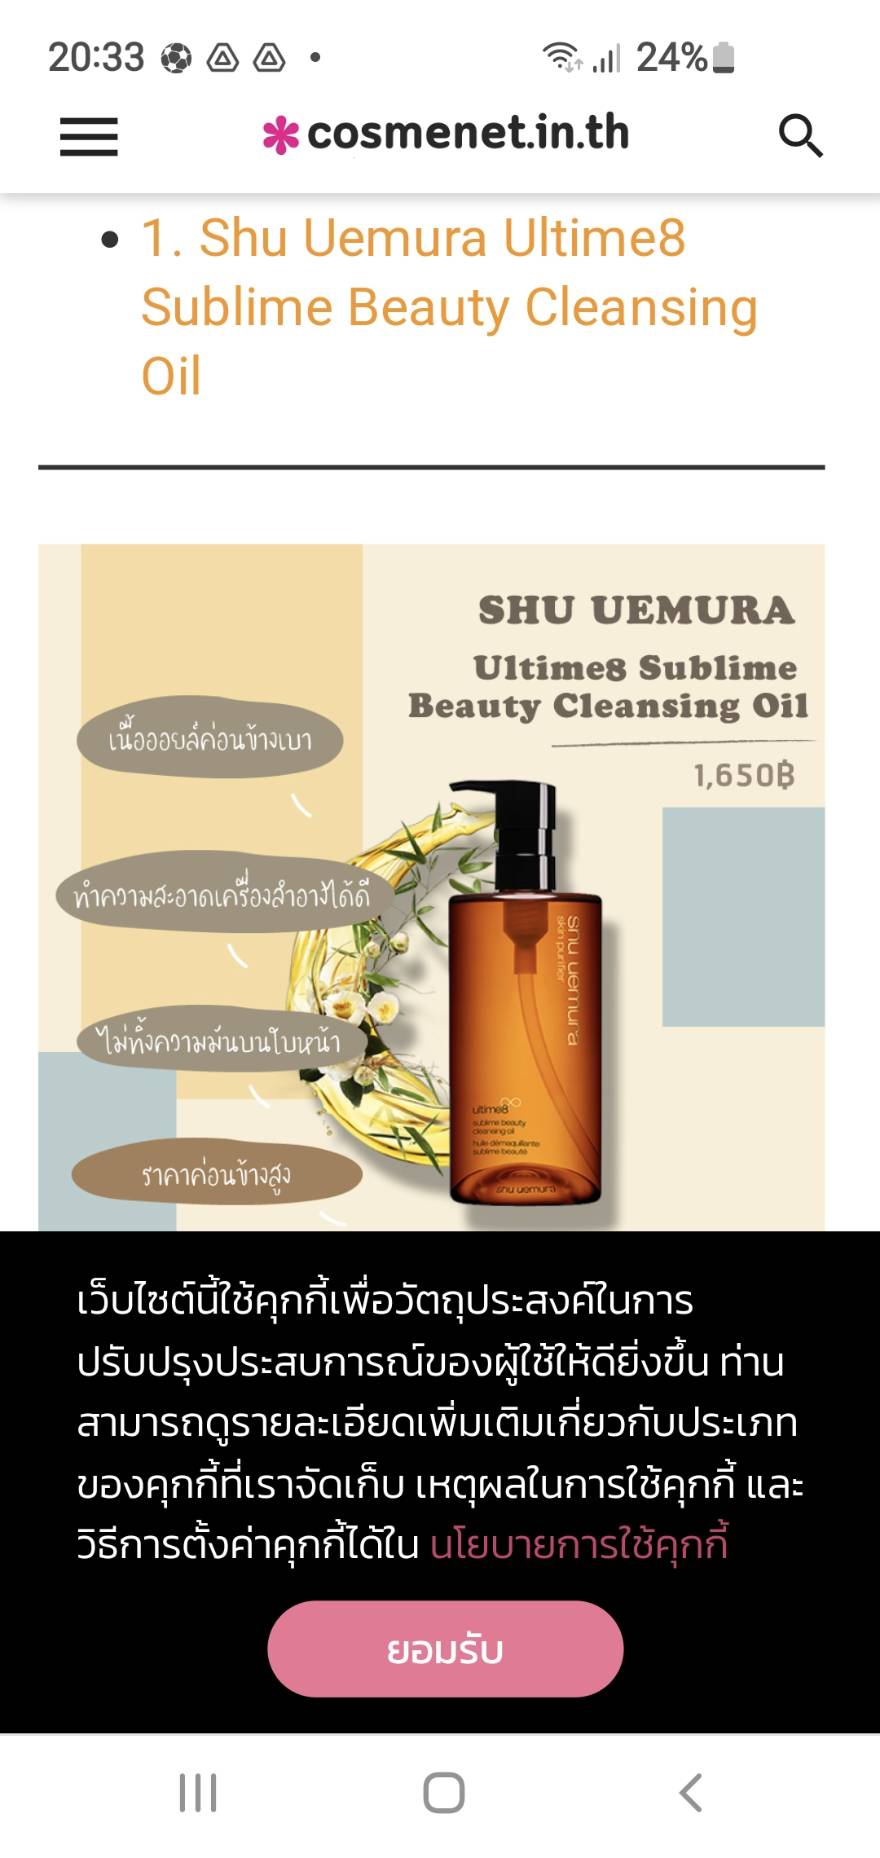 20:33
24%
cosmenet.in.th
1. Shu Uemura Ultime8
Sublime Beauty Cleansing
Oil
SHU UEMURA
Ultime8 Sublime
Beauty Cleansing Oil
1,650฿
เนื้อออยล์ค่อนข้างเบา
ทำความสะอาดเครื่องสำอางได้ดี
ไม่ทิ้งความมันบนใบหน้า
ราคาค่อนข้างสูง
shu uemura
skin purifier
ultime8
sublime beauty
cleansing oil
huile démaquillante
sublime beauté
shu uemura
เว็บไซต์นี้ใช้คุกกี้เพื่อวัตถุประสงค์ในการ
ปรับปรุงประสบการณ์ของผู้ใช้ให้ดียิ่งขึ้น ท่าน
สามารถดูรายละเอียดเพิ่มเติมเกี่ยวกับประเภท
ของคุกกี้ที่เราจัดเก็บ เหตุผลในการใช้คุกกี้ และ
วิธีการตั้งค่าคุกกี้ได้ใน นโยบายการใช้คุกกี้
ยอมรับ